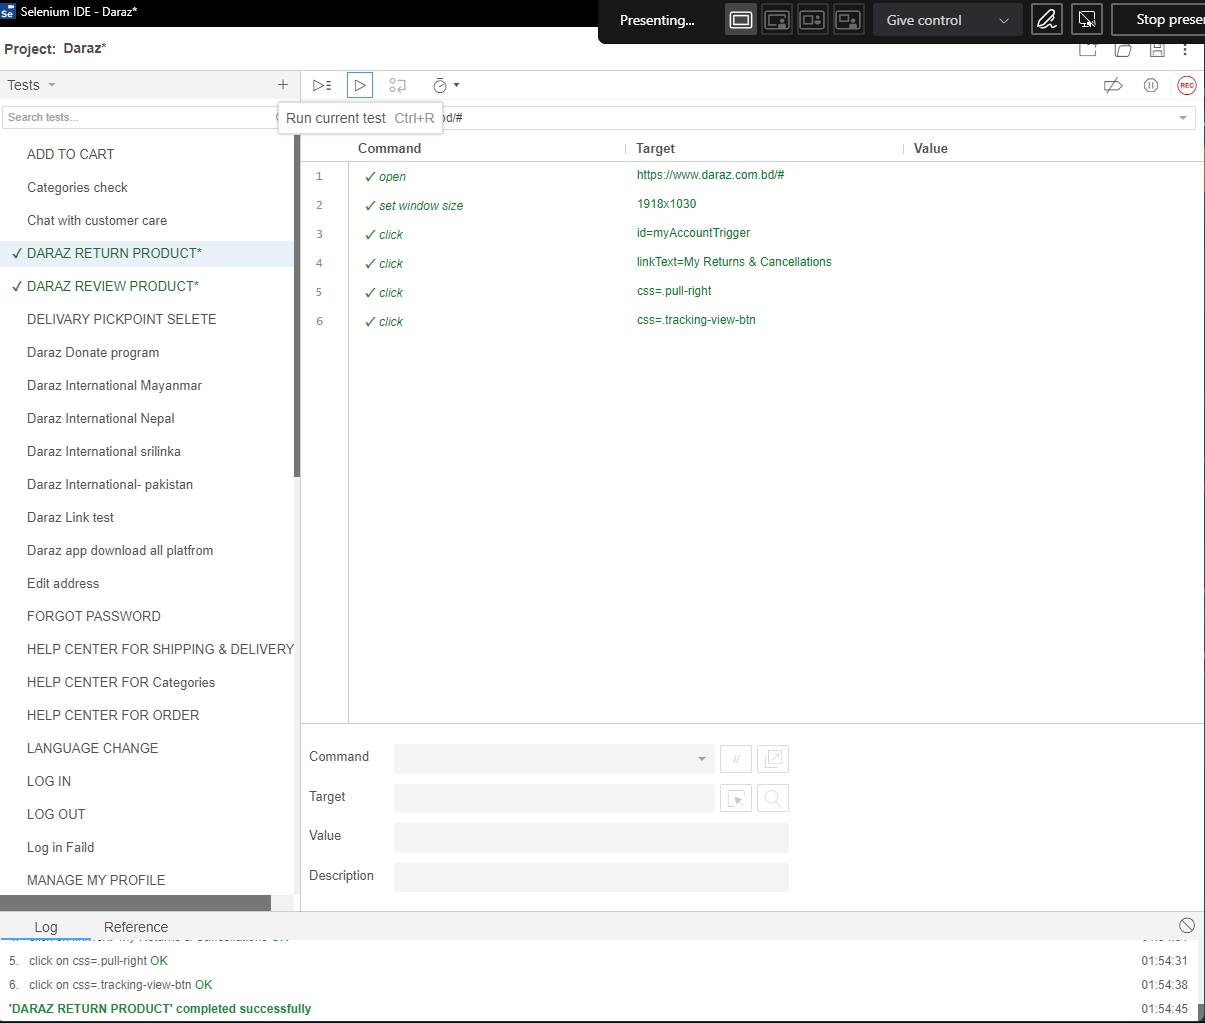 Selenium IDE - Daraz*
Presenting...
Give control
Stop prese
Project: Daraz*
Tests
REC
Search tests...
Run current test Ctrl+R
bd/#
Command Target Value
ADD TO CART
Categories check
Chat with customer care
✓ DARAZ RETURN PRODUCT*
✓ DARAZ REVIEW PRODUCT*
DELIVARY PICKPOINT SELETE
Daraz Donate program
Daraz International Mayanmar
Daraz International Nepal
Daraz International srilinka
Daraz International- pakistan
Daraz Link test
Daraz app download all platfrom
Edit address
FORGOT PASSWORD
HELP CENTER FOR SHIPPING & DELIVERY
HELP CENTER FOR Categories
HELP CENTER FOR ORDER
LANGUAGE CHANGE
LOG IN
LOG OUT
Log in Faild
MANAGE MY PROFILE
1 ✓ open https://www.daraz.com.bd/#
2 ✓ set window size 1918x1030
3 ✓ click id=myAccountTrigger
4 ✓ click linkText=My Returns & Cancellations
5 ✓ click css=.pull-right
6 ✓ click css=.tracking-view-btn
Command
//
Target
Value
Description
Log Reference
5. click on css=.pull-right OK 01:54:31
6. click on css=.tracking-view-btn OK 01:54:38
'DARAZ RETURN PRODUCT' completed successfully 01:54:45